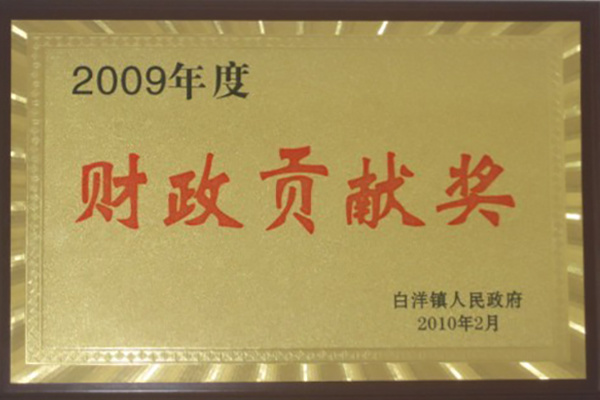 2009年度
财政贡献奖
白洋镇人民政府
2010年2月